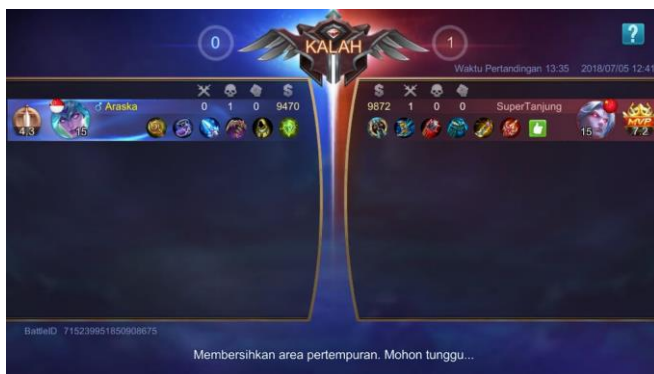 0 KALAH 1
?
Waktu Pertandingan 13:35 2018/07/05 12:41
$ $
Araska 0 1 0 9470 9872 1 0 0 SuperTanjung
4.3 15 15 MVP 7.2
BattleID 715239951850908675
Membersihkan area pertempuran. Mohon tunggu...